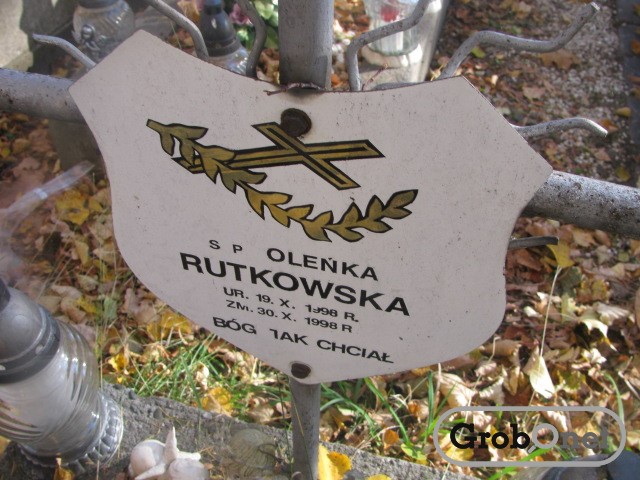 S P OLEŃKA
RUTKOWSKA
UR. 19. X. 1998 R.
ZM. 30. X. 1998 R
BÓG TAK CHCIAŁ
GrobOnet